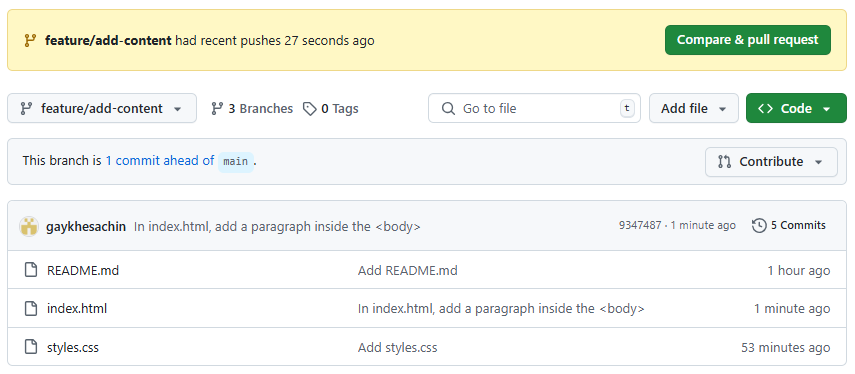 feature/add-content had recent pushes 27 seconds ago Compare & pull request
feature/add-content 3 Branches 0 Tags Go to file t Add file Code
This branch is 1 commit ahead of main. Contribute
gaykhesachin In index.html, add a paragraph inside the <body> 9347487 · 1 minute ago 5 Commits
README.md Add README.md 1 hour ago
index.html In index.html, add a paragraph inside the <body> 1 minute ago
styles.css Add styles.css 53 minutes ago